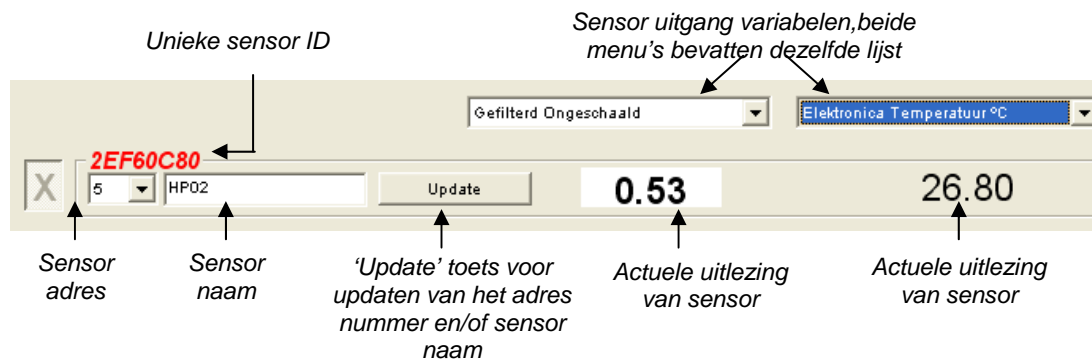 Unieke sensor ID
Sensor uitgang variabelen,beide
menu's bevatten dezelfde lijst
Gefilterd Ongeschaald
Elektronica Temperatuur ºC
2EF60C80
X
5
HP02
Update
0.53
26.80
Sensor
adres
Sensor
naam
'Update' toets voor
updaten van het adres
nummer en/of sensor
naam
Actuele uitlezing
van sensor
Actuele uitlezing
van sensor